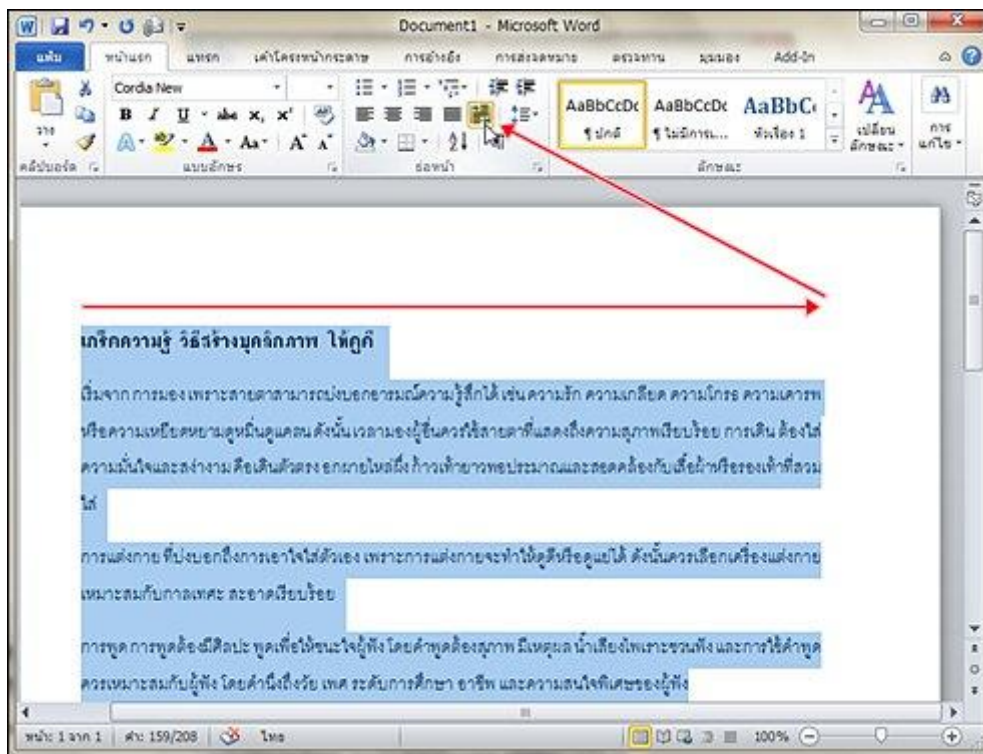 Document1 - Microsoft Word
แฟ้ม หน้าแรก แทรก เค้าโครงหน้ากระดาษ การอ้างอิง การส่งจดหมาย ตรวจทาน มุมมอง Add-in
Cordia New
B I U abc x, x'
AaBbCcDc AaBbCcDc AaBbC
วาง
¶ ปกติ ¶ ไม่มีการเ... หัวเรื่อง 1
เปลี่ยนลักษณะ
การแก้ไข
คลิปบอร์ด แบบอักษร ย่อหน้า ลักษณะ
เกร็ดความรู้ วิธีสร้างบุคลิกภาพ ให้ดูดี
เริ่มจาก การมอง เพราะสายตาสามารถบ่งบอกอารมณ์ความรู้สึกได้ เช่น ความรัก ความเกลียด ความโกรธ ความเคารพ
หรือความเหยียดหยามดูหมิ่นดูแคลน ดังนั้น เวลามองผู้อื่นควรใช้สายตาที่แสดงถึงความสุภาพเรียบร้อย การเดิน ต้องใส่
ความมั่นใจและสง่างาม คือเดินตัวตรง อกผายไหล่ผึ่ง ก้าวเท้ายาวพอประมาณและสอดคล้องกับเสื้อผ้าหรือรองเท้าที่สวม
ใส่
การแต่งกาย ที่บ่งบอกถึงการเอาใจใส่ตัวเอง เพราะการแต่งกายจะทำให้ดูดีหรือดูแย่ได้ ดังนั้นควรเลือกเครื่องแต่งกาย
เหมาะสมกับกาลเทศะ สะอาดเรียบร้อย
การพูด การพูดต้องมีศิลปะ พูดเพื่อให้ชนะใจผู้ฟัง โดยคำพูดต้องสุภาพ มีเหตุผล น้ำเสียงไพเราะชวนฟัง และการใช้คำพูด
ควรเหมาะสมกับผู้ฟัง โดยคำนึงถึงวัย เพศ ระดับการศึกษา อาชีพ และความสนใจพิเศษของผู้ฟัง
หน้า: 1 จาก 1 คำ: 159/208 ไทย 100%